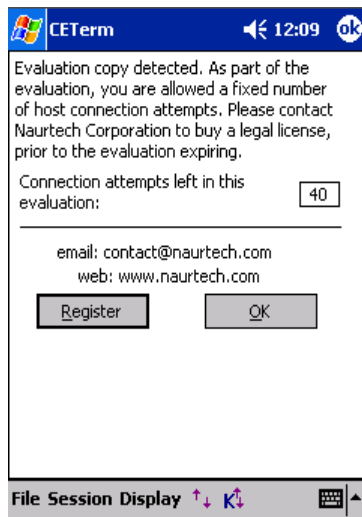 CETerm 12:09 ok
Evaluation copy detected. As part of the
evaluation, you are allowed a fixed number
of host connection attempts. Please contact
Naurtech Corporation to buy a legal license,
prior to the evaluation expiring.
Connection attempts left in this
evaluation: 40
email: contact@naurtech.com
web: www.naurtech.com
Register OK
File Session Display K